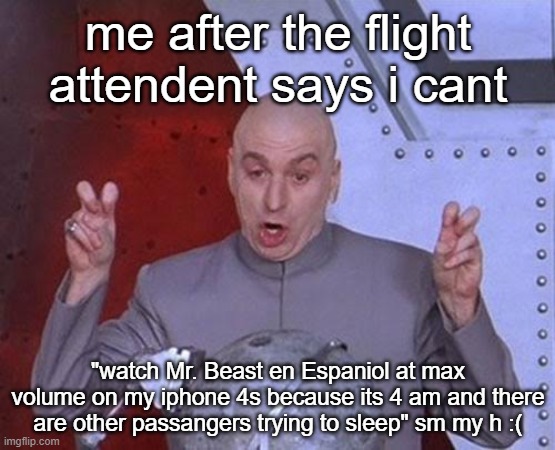 me after the flight
attendent says i cant
"watch Mr. Beast en Espaniol at max
volume on my iphone 4s because its 4 am and there
are other passangers trying to sleep" sm my h :(
imgflip.com